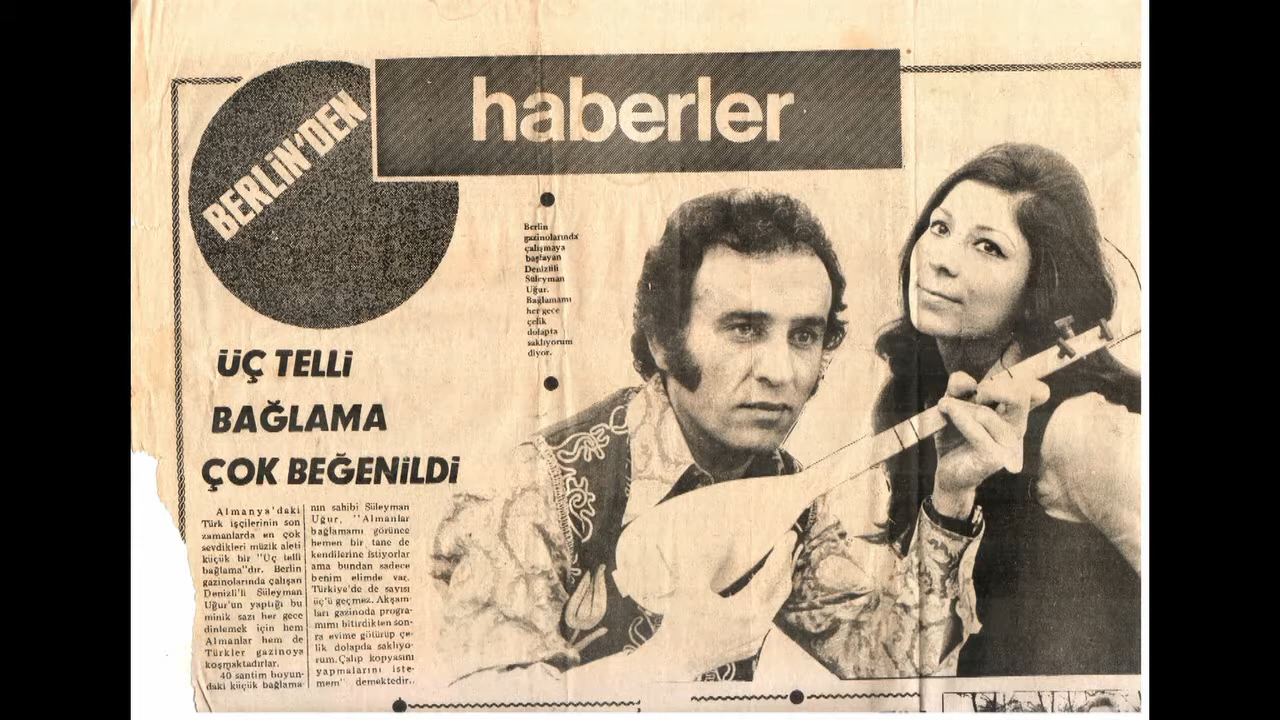 BERLİN'DEN
haberler
Berlin
gazinolarında
çalışmaya
başlayan
Denizlili
Süleyman
Uğur.
Bağlamamı
her gece
çelik
dolapta
saklıyorum
diyor.
ÜÇ TELLİ
BAĞLAMA
ÇOK BEĞENİLDİ
Almanya'daki
Türk işçilerinin son
zamanlarda en çok
sevdikleri müzik aleti
küçük bir "Üç telli
bağlama"dır. Berlin
gazinolarında çalışan
Denizli'li Süleyman
Uğur'un yaptığı bu
minik sazı her gece
dinlemek için hem
Almanlar hem de
Türkler gazinoya
koşmaktadırlar.
40 santim boyun-
daki küçük bağlama-
nın sahibi Süleyman
Uğur, "Almanlar
bağlamamı görünce
hemen bir tane de
kendilerine istiyorlar
ama bundan sadece
benim elimde var.
Türkiye'de de sayısı
üç'ü geçmez. Akşam-
ları gazinoda progra-
mımı bitirdikten son-
ra evime götürüp çe-
lik dolapda saklıyo-
rum. Çalıp kopyasını
yapmalarını iste-
mem" demektedir..